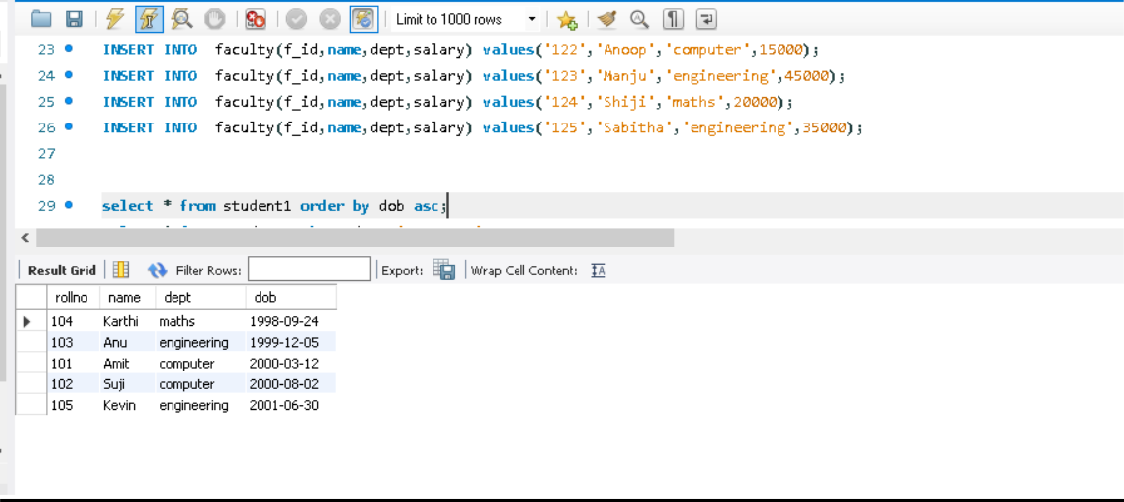 Limit to 1000 rows
23 INSERT INTO faculty(f_id,name,dept,salary) values('122','Anoop','computer',15000);
24 INSERT INTO faculty(f_id,name,dept,salary) values('123','Manju','engineering',45000);
25 INSERT INTO faculty(f_id,name,dept,salary) values('124','Shiji','maths',20000);
26 INSERT INTO faculty(f_id,name,dept,salary) values('125','Sabitha','engineering',35000);
27
28
29 select * from student1 order by dob asc;
Result Grid Filter Rows: Export: Wrap Cell Content:
rollno name dept dob
104 Karthi maths 1998-09-24
103 Anu engineering 1999-12-05
101 Amit computer 2000-03-12
102 Suji computer 2000-08-02
105 Kevin engineering 2001-06-30